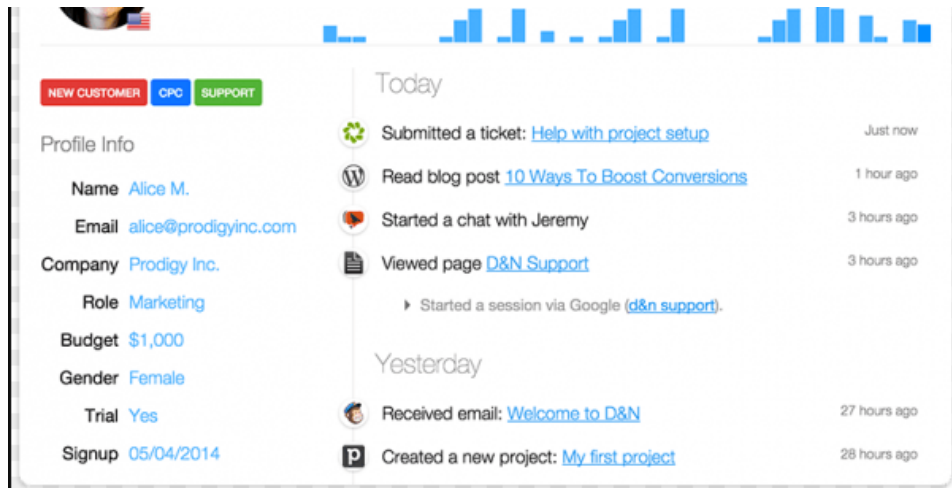 NEW CUSTOMER CPC SUPPORT
Profile Info
Name Alice M.
Email alice@prodigyinc.com
Company Prodigy Inc.
Role Marketing
Budget $1,000
Gender Female
Trial Yes
Signup 05/04/2014
Today
Submitted a ticket: Help with project setup Just now
Read blog post 10 Ways To Boost Conversions 1 hour ago
Started a chat with Jeremy 3 hours ago
Viewed page D&N Support 3 hours ago
Started a session via Google (d&n support).
Yesterday
Received email: Welcome to D&N 27 hours ago
Created a new project: My first project 28 hours ago